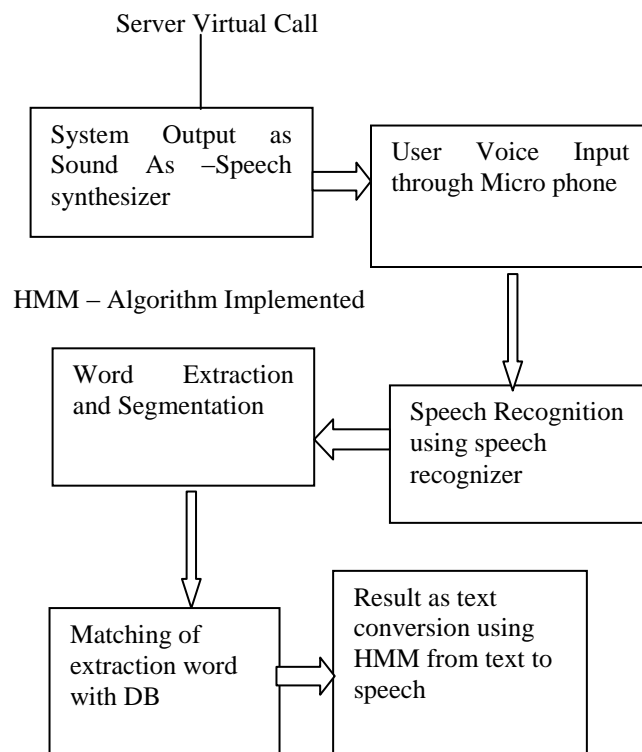 Server Virtual Call
System Output as
Sound As –Speech
synthesizer
User Voice Input
through Micro phone
HMM – Algorithm Implemented
Word Extraction
and Segmentation
Speech Recognition
using speech
recognizer
Matching of
extraction word
with DB
Result as text
conversion using
HMM from text to
speech